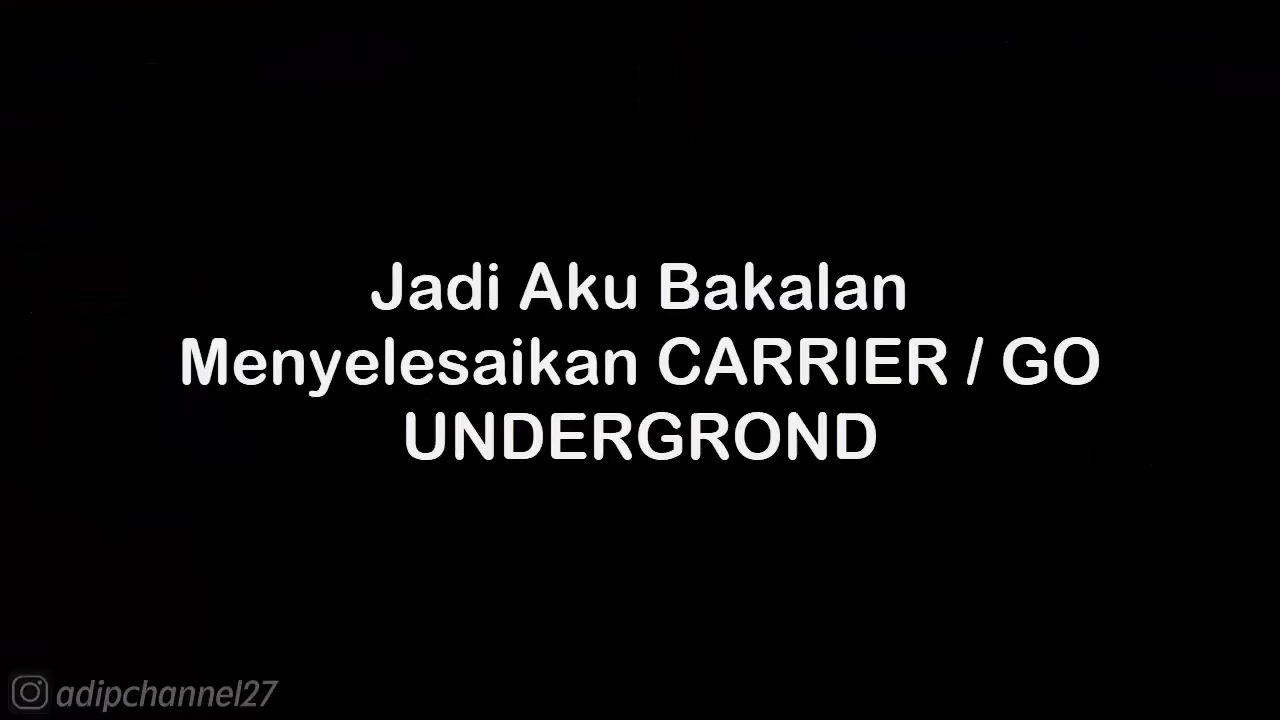 Jadi Aku Bakalan
Menyelesaikan CARRIER / GO
UNDERGROND
adipchannel27